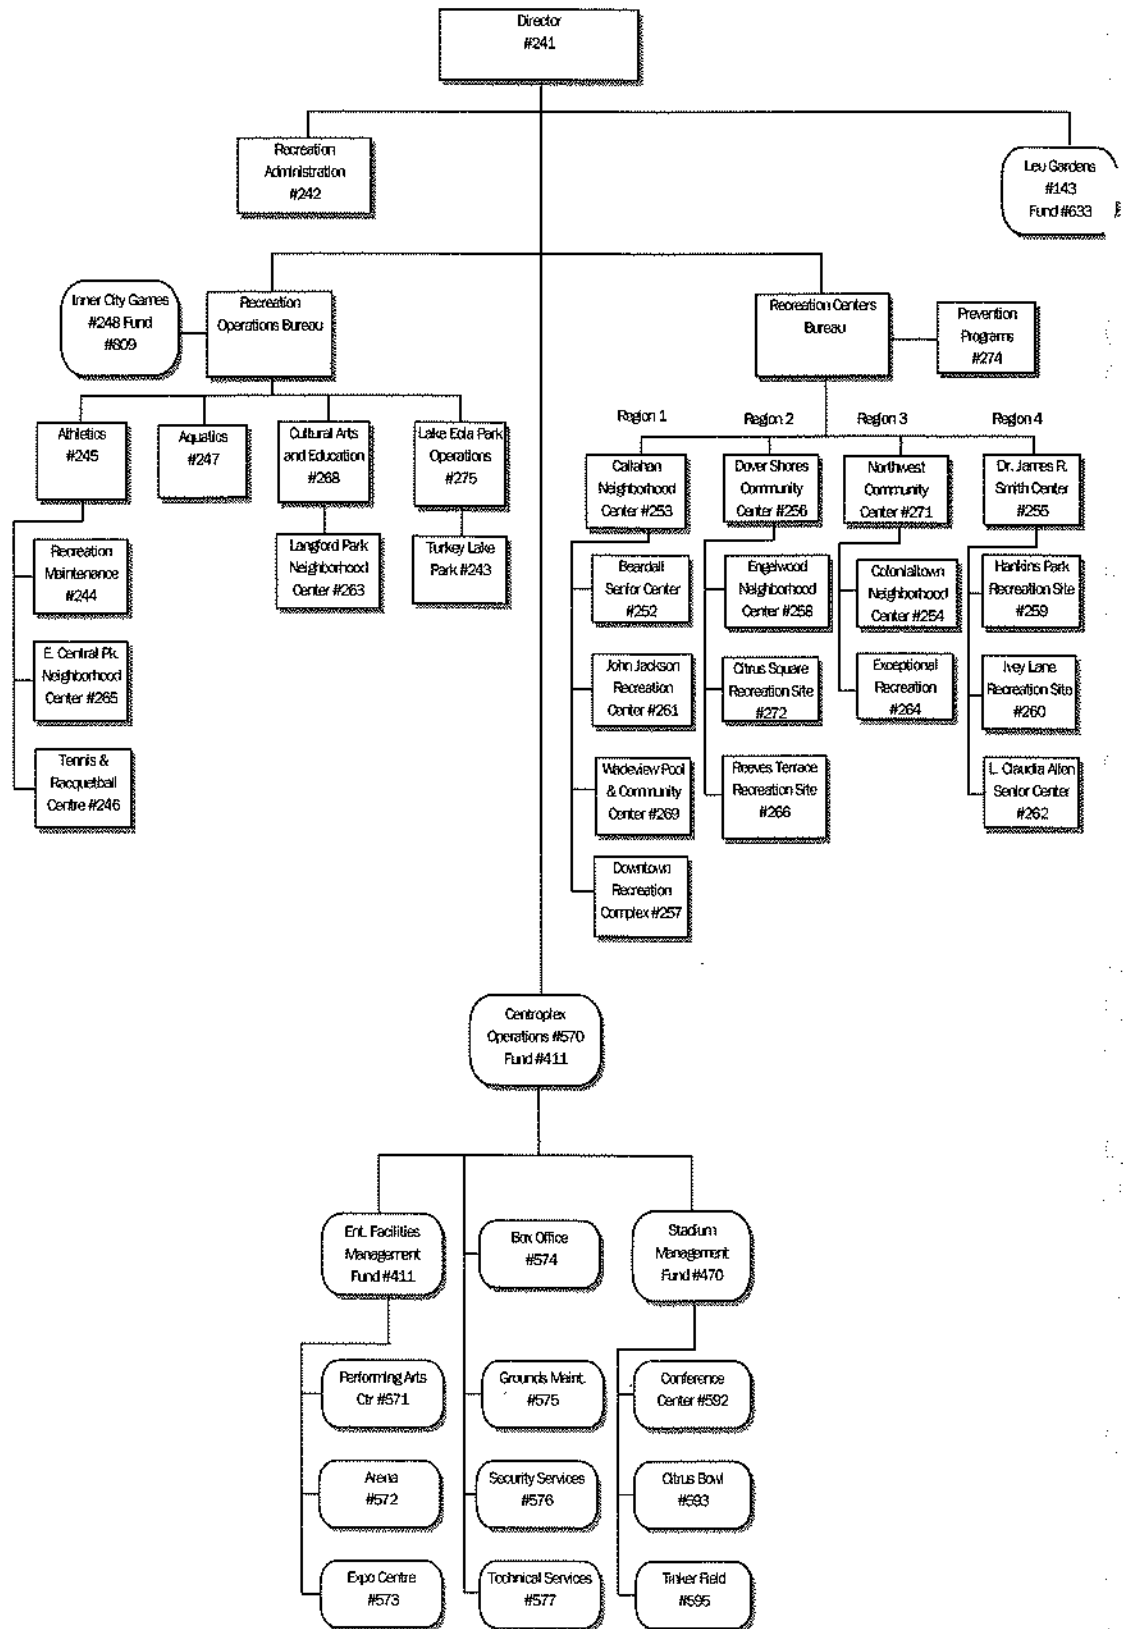 Director
#241
Recreation
Administration
#242
Leu Gardens
#143
Fund #633
Inner City Games
#248 Fund
#809
Recreation
Operations Bureau
Recreation Centers
Bureau
Prevention
Programs
#274
Athletics
#245
Aquatics
#247
Cultural Arts
and Education
#268
Lake Eola Park
Operations
#275
Region 1
Region 2
Region 3
Region 4
Callahan
Neighborhood
Center #253
Dover Shores
Community
Center #256
Northwest
Community
Center #271
Dr. James R.
Smith Center
#255
Recreation
Maintenance
#244
Langford Park
Neighborhood
Center #263
Turkey Lake
Park #243
Beardall
Senior Center
#252
Engelwood
Neighborhood
Center #258
Colonialtown
Neighborhood
Center #254
Hankins Park
Recreation Site
#259
E. Central Pk.
Neighborhood
Center #265
John Jackson
Recreation
Center #261
Citrus Square
Recreation Site
#272
Exceptional
Recreation
#264
Ivey Lane
Recreation Site
#260
Tennis &
Racquetball
Centre #246
Wadeview Pool
& Community
Center #269
Reeves Terrace
Recreation Site
#266
L. Claudia Allen
Senior Center
#262
Downtown
Recreation
Complex #257
Centroplex
Operations #570
Fund #411
Ent. Facilities
Management
Fund #411
Box Office
#574
Stadium
Management
Fund #470
Performing Arts
Ctr #571
Grounds Maint.
#575
Conference
Center #592
Arena
#572
Security Services
#576
Citrus Bowl
#593
Expo Centre
#573
Technical Services
#577
Tinker Field
#595